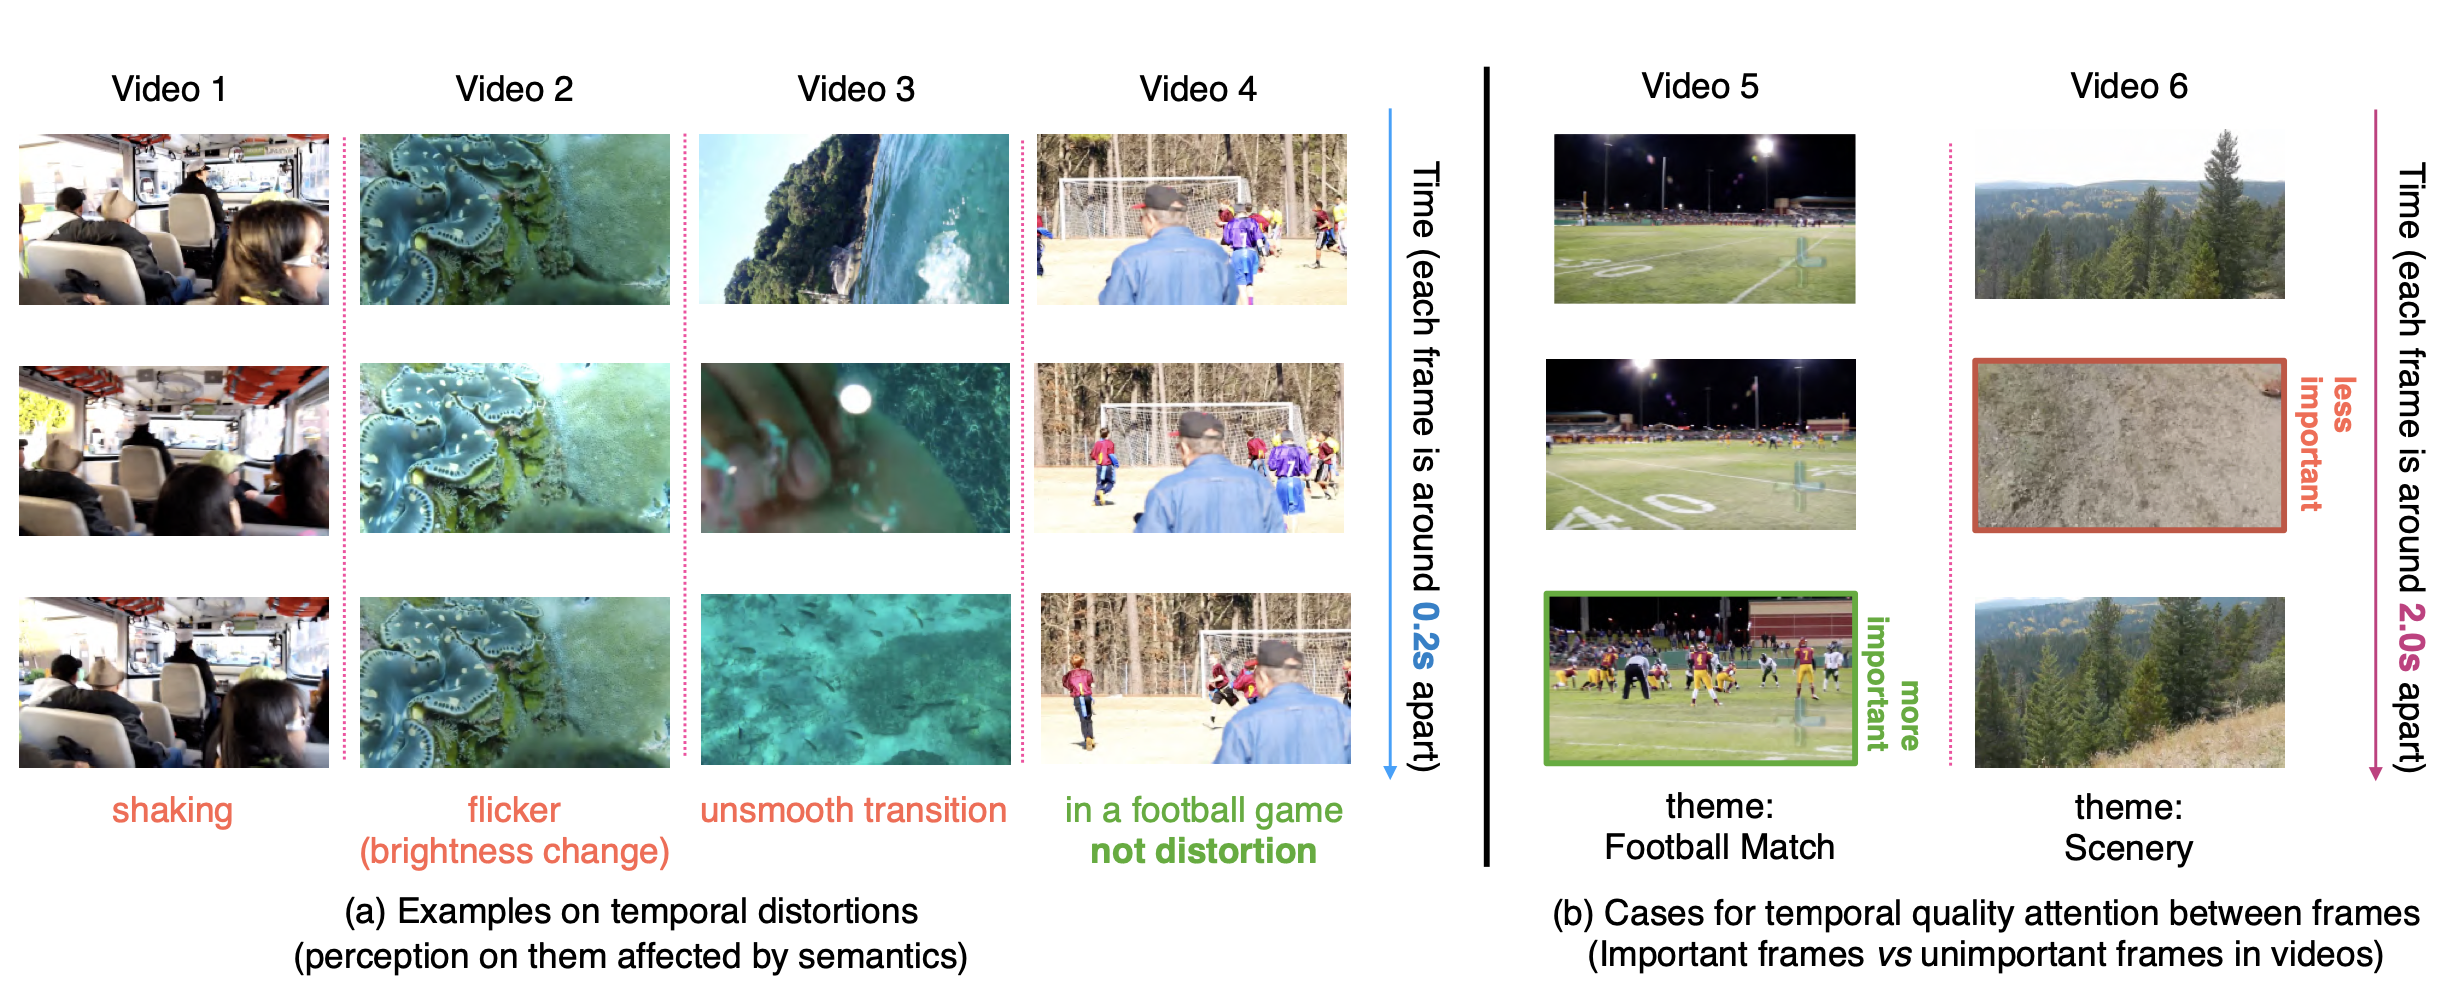 Video 1
Video 2
Video 3
Video 4
Video 5
Video 6
shaking
flicker
(brightness change)
unsmooth transition
in a football game
not distortion
Time (each frame is around 0.2s apart)
more
important
theme:
Football Match
less
important
theme:
Scenery
Time (each frame is around 2.0s apart)
(a) Examples on temporal distortions
(perception on them affected by semantics)
(b) Cases for temporal quality attention between frames
(Important frames vs unimportant frames in videos)